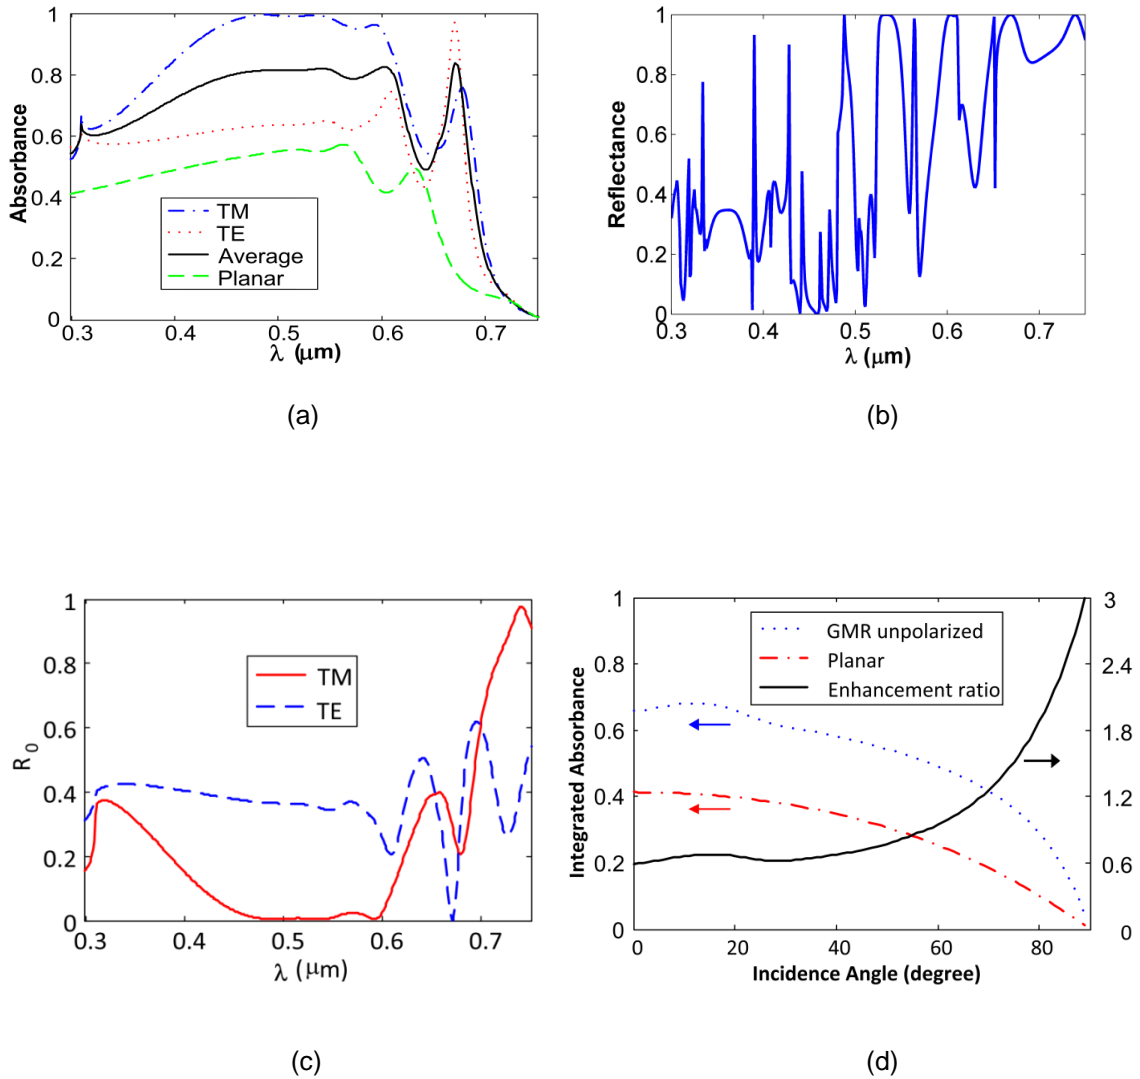 Absorbance
1
0.8
0.6
0.4
0.2
0
0.3
0.4
0.5
0.6
0.7
λ (μm)
TM
TE
Average
Planar
(a)
Reflectance
1
0.8
0.6
0.4
0.2
0
0.3
0.4
0.5
0.6
0.7
λ (μm)
(b)
R0
1
0.8
0.6
0.4
0.2
0
0.3
0.4
0.5
0.6
0.7
λ (μm)
TM
TE
(c)
Integrated Absorbance
1
0.8
0.6
0.4
0.2
0
0
20
40
60
80
Incidence Angle (degree)
3
2.4
1.8
1.2
0.6
0
GMR unpolarized
Planar
Enhancement ratio
(d)